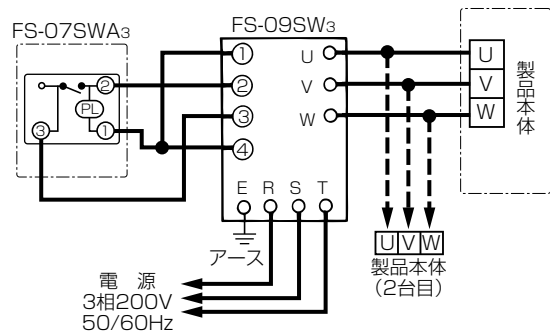 FS-07SWA3
FS-09SW3
② PL ③ ①
① ② ③ ④
U V W
E R S T
アース
電 源
3相200V
50/60Hz
U V W
製品本体
U V W
製品本体
(2台目)